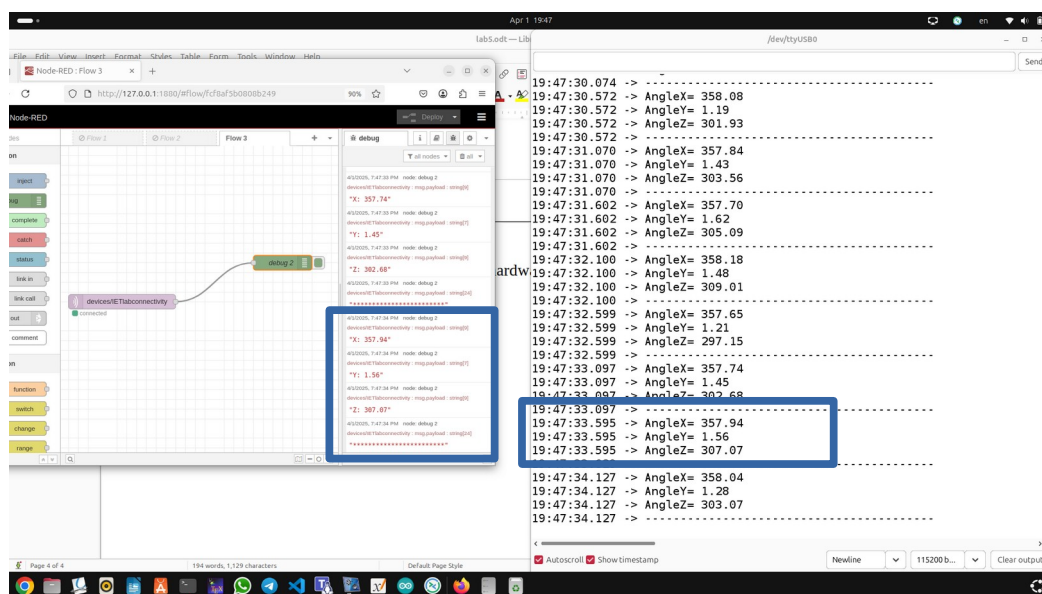 Apr 1 19:47
en
lab5.odt — Lib
/dev/ttyUSB0
File Edit View Insert Format Styles Table Form Tools Window Help
Node-RED : Flow 3
http://127.0.0.1:1880/#flow/fcf8af5b0808b249
90%
Node-RED
Deploy
Flow 1
Flow 2
Flow 3
debug
all nodes
all
inject
complete
catch
status
link in
link call
out
comment
function
switch
change
range
devices/IETlabconnectivity
connected
debug 2
4/1/2025, 7:47:33 PM node: debug 2
devices/IETlabconnectivity : msg.payload : string[9]
"X: 357.74"
4/1/2025, 7:47:33 PM node: debug 2
devices/IETlabconnectivity : msg.payload : string[7]
"Y: 1.45"
4/1/2025, 7:47:33 PM node: debug 2
devices/IETlabconnectivity : msg.payload : string[9]
"Z: 302.68"
4/1/2025, 7:47:33 PM node: debug 2
devices/IETlabconnectivity : msg.payload : string[24]
"************************"
4/1/2025, 7:47:34 PM node: debug 2
devices/IETlabconnectivity : msg.payload : string[9]
"X: 357.94"
4/1/2025, 7:47:34 PM node: debug 2
devices/IETlabconnectivity : msg.payload : string[7]
"Y: 1.56"
4/1/2025, 7:47:34 PM node: debug 2
devices/IETlabconnectivity : msg.payload : string[9]
"Z: 307.07"
4/1/2025, 7:47:34 PM node: debug 2
devices/IETlabconnectivity : msg.payload : string[24]
"************************"
ardwa
Send
19:47:30.074 -> ----------------------------------------
19:47:30.572 -> AngleX= 358.08
19:47:30.572 -> AngleY= 1.19
19:47:30.572 -> AngleZ= 301.93
19:47:30.572 -> ----------------------------------------
19:47:31.070 -> AngleX= 357.84
19:47:31.070 -> AngleY= 1.43
19:47:31.070 -> AngleZ= 303.56
19:47:31.070 -> ----------------------------------------
19:47:31.602 -> AngleX= 357.70
19:47:31.602 -> AngleY= 1.62
19:47:31.602 -> AngleZ= 305.09
19:47:31.602 -> ----------------------------------------
19:47:32.100 -> AngleX= 358.18
19:47:32.100 -> AngleY= 1.48
19:47:32.100 -> AngleZ= 309.01
19:47:32.100 -> ----------------------------------------
19:47:32.599 -> AngleX= 357.65
19:47:32.599 -> AngleY= 1.21
19:47:32.599 -> AngleZ= 297.15
19:47:32.599 -> ----------------------------------------
19:47:33.097 -> AngleX= 357.74
19:47:33.097 -> AngleY= 1.45
19:47:33.097 -> AngleZ= 302.68
19:47:33.097 -> ----------------------------------------
19:47:33.595 -> AngleX= 357.94
19:47:33.595 -> AngleY= 1.56
19:47:33.595 -> AngleZ= 307.07
19:47:34.127 -> AngleX= 358.04
19:47:34.127 -> AngleY= 1.28
19:47:34.127 -> AngleZ= 303.07
19:47:34.127 -> ----------------------------------------
Autoscroll Show timestamp
Newline
115200 b...
Clear output
Page 4 of 4
194 words, 1,129 characters
Default Page Style